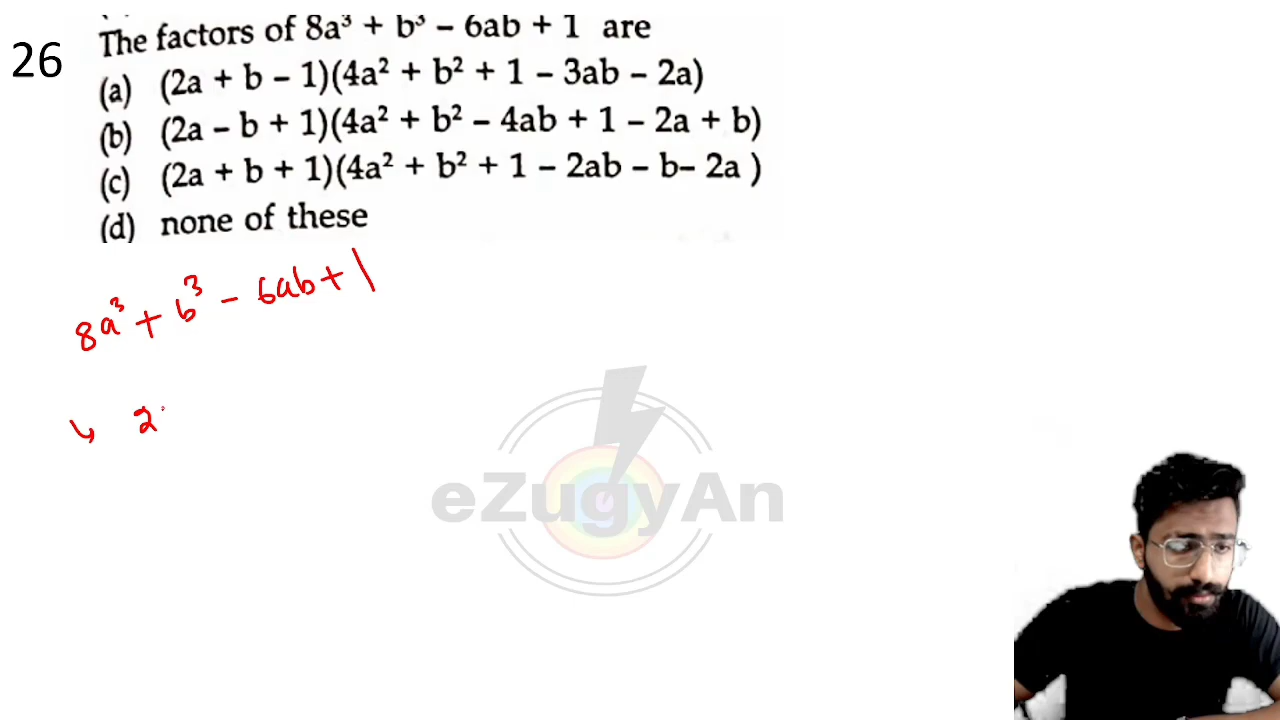 26
The factors of 8a³ + b³ – 6ab + 1 are
(a) (2a + b – 1)(4a² + b² + 1 – 3ab – 2a)
(b) (2a – b + 1)(4a² + b² – 4ab + 1 – 2a + b)
(c) (2a + b + 1)(4a² + b² + 1 – 2ab – b– 2a )
(d) none of these
8a³ + b³ – 6ab + 1
↳ 2
eZugyAn